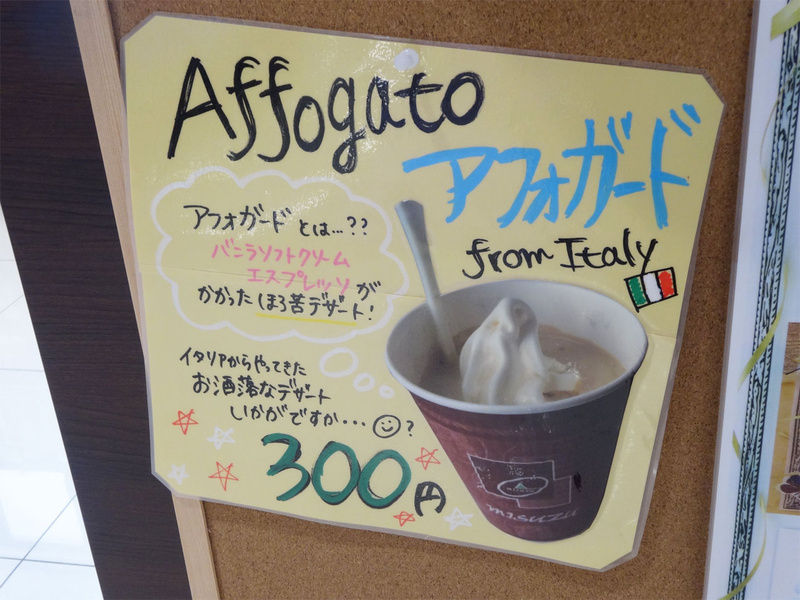 Affogato
アフォガード
from Italy
アフォガードとは…??
バニラソフトクリーム
エスプレッソが
かかったほろ苦デザート!
イタリアからやってきた
お洒落なデザート
いかがですか…☺?
300円
misuzu